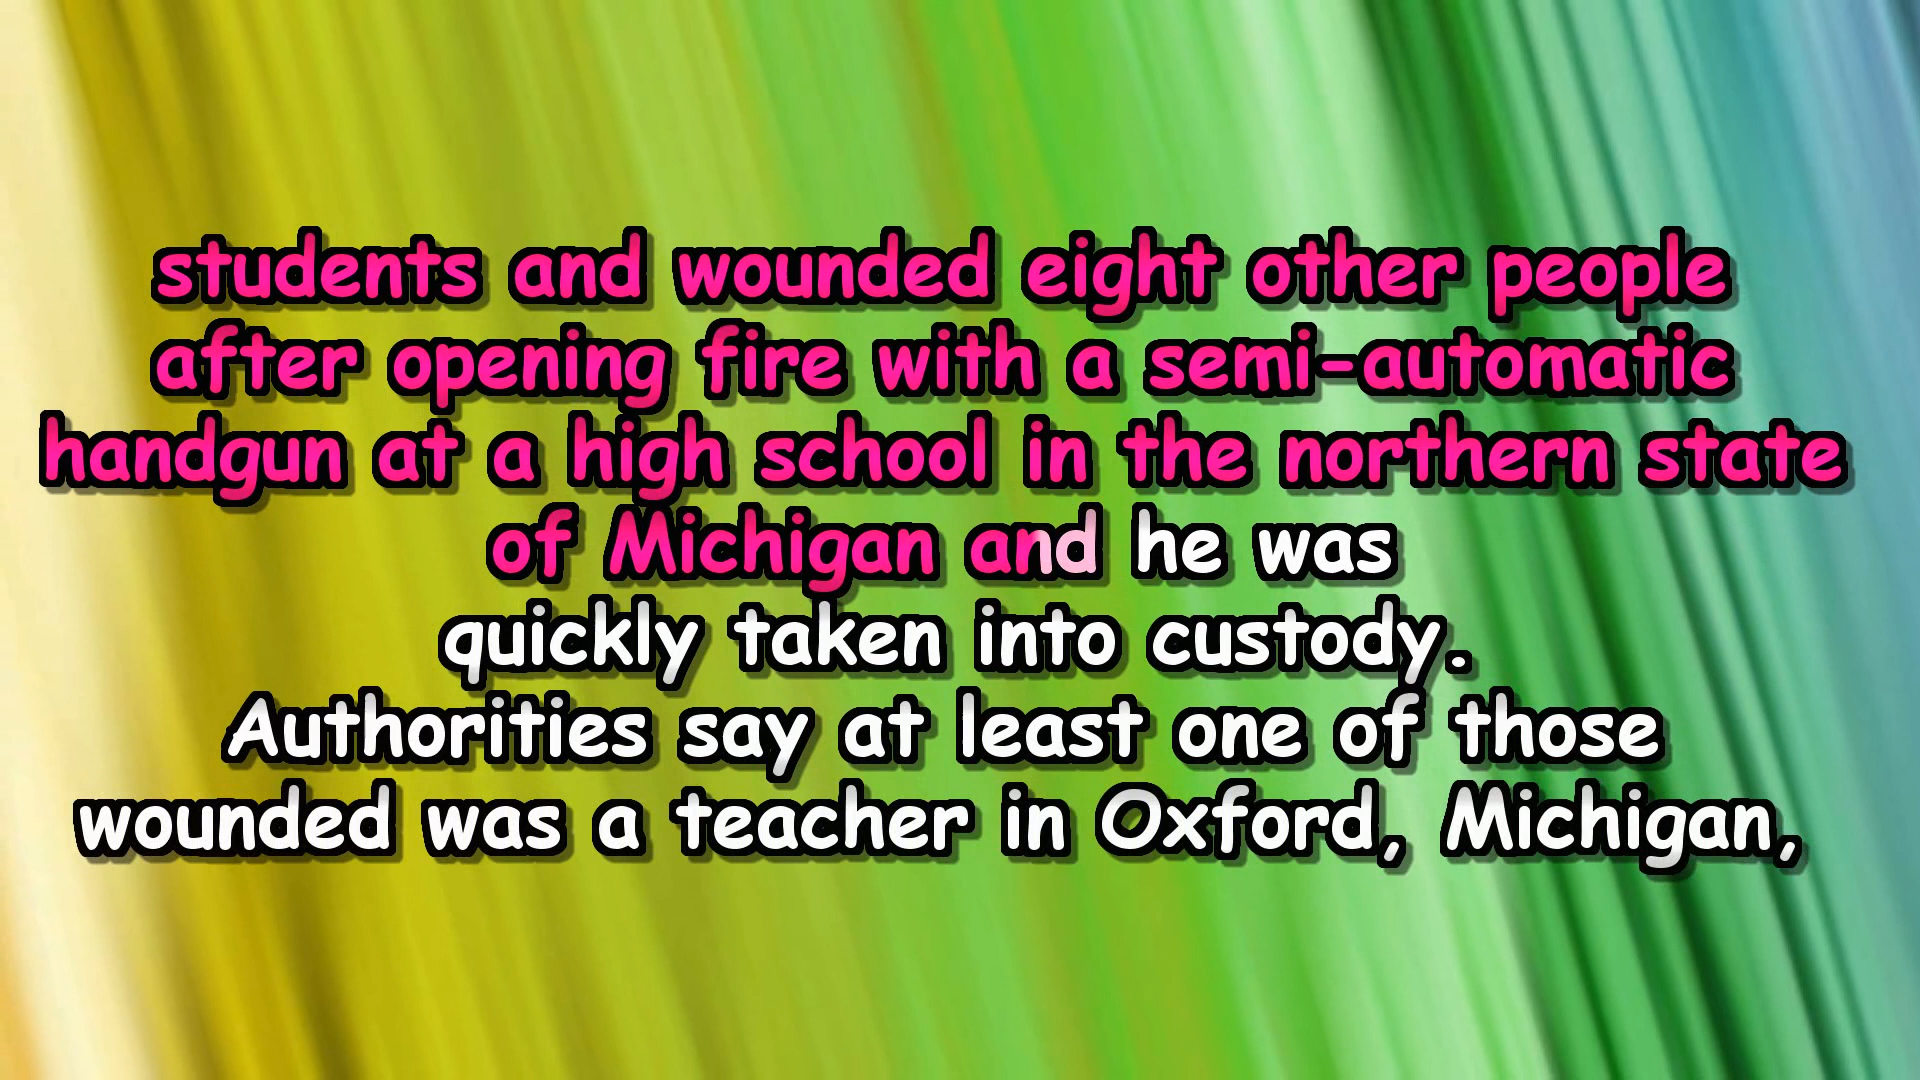 students and wounded eight other people
after opening fire with a semi-automatic
handgun at a high school in the northern state
of Michigan and he was
quickly taken into custody.
Authorities say at least one of those
wounded was a teacher in Oxford, Michigan,